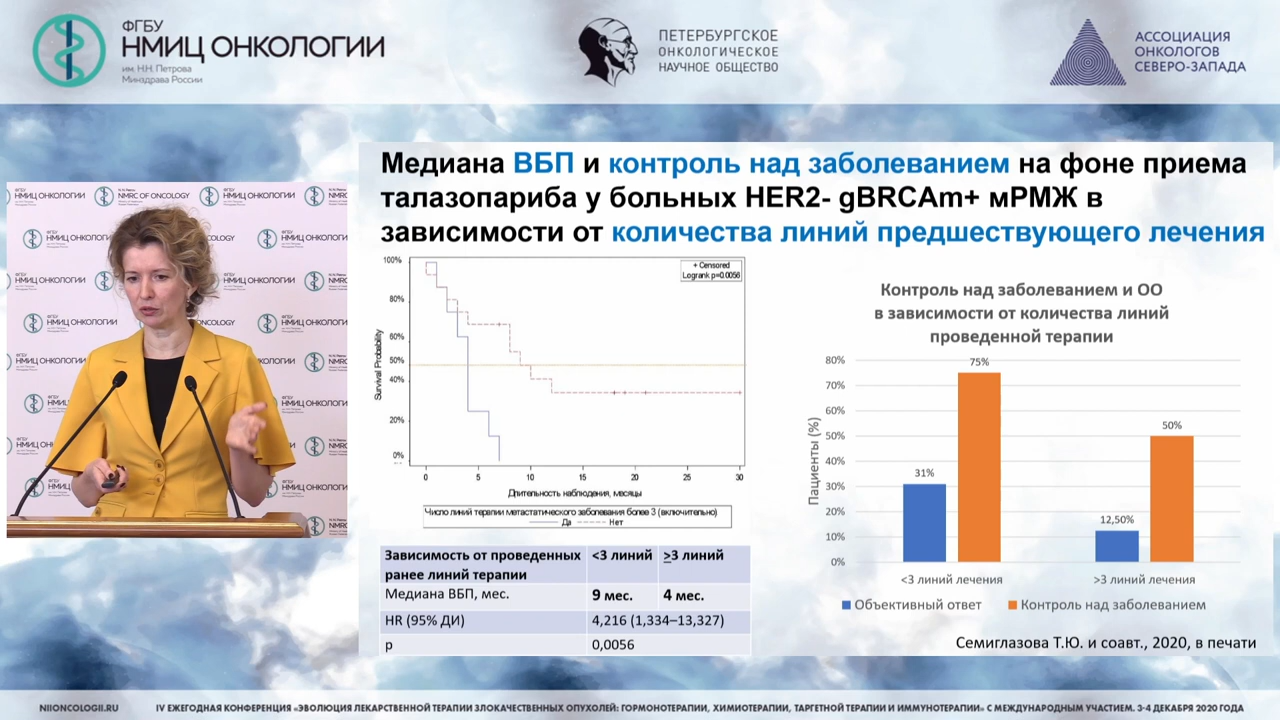 ФГБУ
НМИЦ ОНКОЛОГИИ
им. Н.Н. Петрова
Минздрава России
ПЕТЕРБУРГСКОЕ
ОНКОЛОГИЧЕСКОЕ
НАУЧНОЕ ОБЩЕСТВО
АССОЦИАЦИЯ
ОНКОЛОГОВ
СЕВЕРО-ЗАПАДА
Медиана ВБП и контроль над заболеванием на фоне приема
талазопариба у больных HER2- gBRCAm+ мРМЖ в
зависимости от количества линий предшествующего лечения
+ Censored
Logrank p=0.0056
Survival Probability
100%
80%
60%
50%
40%
20%
0%
0 5 10 15 20 25 30
Длительность наблюдения, месяцы
Число линий терапии метастатического заболевания более 3 (включительно)
Да Нет
Зависимость от проведенных <3 линий ≥3 линий
ранее линий терапии
Медиана ВБП, мес. 9 мес. 4 мес.
HR (95% ДИ) 4,216 (1,334–13,327)
p 0,0056
Контроль над заболеванием и ОО
в зависимости от количества линий
проведенной терапии
Пациенты (%)
80%
70%
60%
50%
40%
30%
20%
10%
0%
31%
75%
12,50%
50%
<3 линий лечения >3 линий лечения
Объективный ответ Контроль над заболеванием
Семиглазова Т.Ю. и соавт., 2020, в печати
НМИЦ ОНКОЛОГИИ
NMRC OF ONCOLOGY
NIIONCOLOGII.RU IV ЕЖЕГОДНАЯ КОНФЕРЕНЦИЯ «ЭВОЛЮЦИЯ ЛЕКАРСТВЕННОЙ ТЕРАПИИ ЗЛОКАЧЕСТВЕННЫХ ОПУХОЛЕЙ: ГОРМОНОТЕРАПИИ, ХИМИОТЕРАПИИ, ТАРГЕТНОЙ ТЕРАПИИ И ИММУНОТЕРАПИИ» С МЕЖДУНАРОДНЫМ УЧАСТИЕМ. 3-4 ДЕКАБРЯ 2020 ГОДА